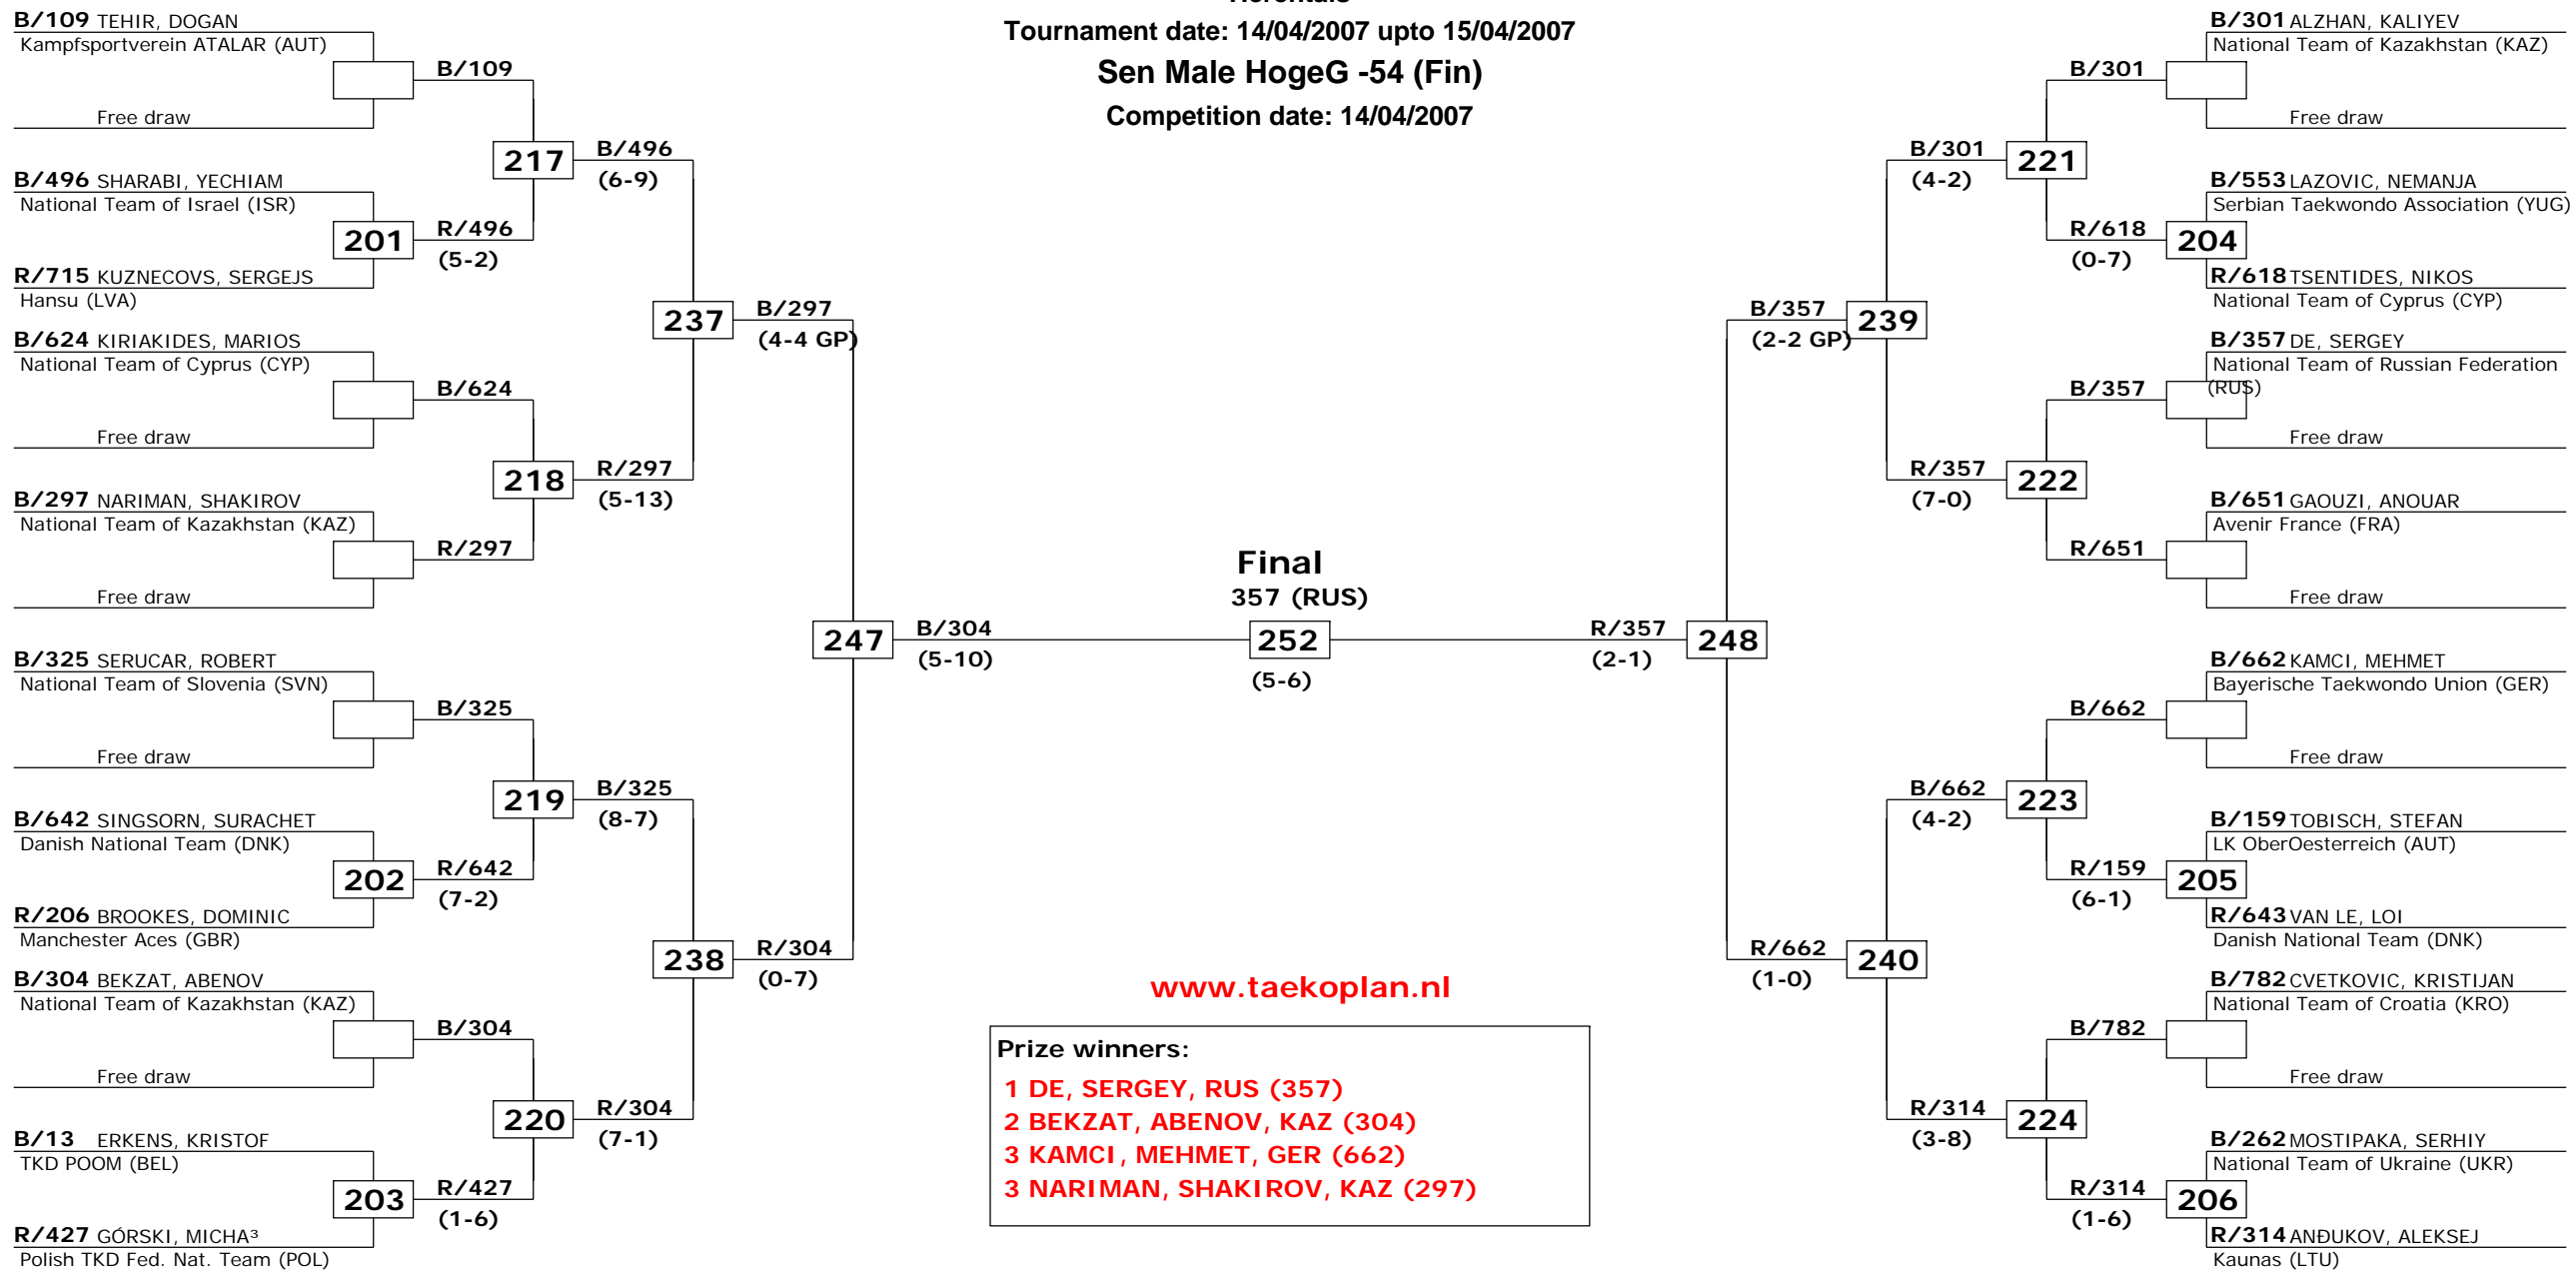 Tournament date: 14/04/2007 upto 15/04/2007
Sen Male HogeG -54 (Fin)
Competition date: 14/04/2007
B/109 TEHIR, DOGAN
Kampfsportverein ATALAR (AUT)
B/109
Free draw
217
B/496
(6-9)
B/496 SHARABI, YECHIAM
National Team of Israel (ISR)
201
R/496
(5-2)
R/715 KUZNECOVS, SERGEJS
Hansu (LVA)
237
B/297
(4-4 GP)
B/624 KIRIAKIDES, MARIOS
National Team of Cyprus (CYP)
B/624
Free draw
218
R/297
(5-13)
B/297 NARIMAN, SHAKIROV
National Team of Kazakhstan (KAZ)
R/297
Free draw
247
B/304
(5-10)
B/325 SERUCAR, ROBERT
National Team of Slovenia (SVN)
B/325
Free draw
219
B/325
(8-7)
B/642 SINGSORN, SURACHET
Danish National Team (DNK)
202
R/642
(7-2)
R/206 BROOKES, DOMINIC
Manchester Aces (GBR)
238
R/304
(0-7)
B/304 BEKZAT, ABENOV
National Team of Kazakhstan (KAZ)
B/304
Free draw
220
R/304
(7-1)
B/13 ERKENS, KRISTOF
TKD POOM (BEL)
203
R/427
(1-6)
R/427 GÓRSKI, MICHA³
Polish TKD Fed. Nat. Team (POL)
Final
357 (RUS)
252
(5-6)
B/301 ALZHAN, KALIYEV
National Team of Kazakhstan (KAZ)
B/301
Free draw
B/301
(4-2)
221
B/553 LAZOVIC, NEMANJA
Serbian Taekwondo Association (YUG)
R/618
(0-7)
204
R/618 TSENTIDES, NIKOS
National Team of Cyprus (CYP)
B/357
(2-2 GP)
239
B/357 DE, SERGEY
National Team of Russian Federation
(RUS)
B/357
Free draw
R/357
(7-0)
222
B/651 GAOUZI, ANOUAR
Avenir France (FRA)
R/651
Free draw
R/357
(2-1)
248
B/662 KAMCI, MEHMET
Bayerische Taekwondo Union (GER)
B/662
Free draw
B/662
(4-2)
223
B/159 TOBISCH, STEFAN
LK OberOesterreich (AUT)
R/159
(6-1)
205
R/643 VAN LE, LOI
Danish National Team (DNK)
R/662
(1-0)
240
B/782 CVETKOVIC, KRISTIJAN
National Team of Croatia (KRO)
B/782
Free draw
R/314
(3-8)
224
B/262 MOSTIPAKA, SERHIY
National Team of Ukraine (UKR)
R/314
(1-6)
206
R/314 ANÐUKOV, ALEKSEJ
Kaunas (LTU)
www.taekoplan.nl
Prize winners:
1 DE, SERGEY, RUS (357)
2 BEKZAT, ABENOV, KAZ (304)
3 KAMCI, MEHMET, GER (662)
3 NARIMAN, SHAKIROV, KAZ (297)